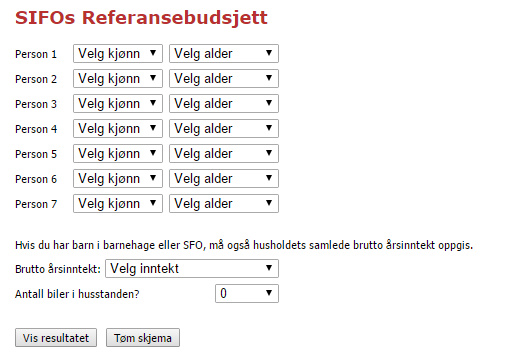 SIFOs Referansebudsjett
Person 1 Velg kjønn Velg alder
Person 2 Velg kjønn Velg alder
Person 3 Velg kjønn Velg alder
Person 4 Velg kjønn Velg alder
Person 5 Velg kjønn Velg alder
Person 6 Velg kjønn Velg alder
Person 7 Velg kjønn Velg alder
Hvis du har barn i barnehage eller SFO, må også husholdets samlede brutto årsinntekt oppgis.
Brutto årsinntekt: Velg inntekt
Antall biler i husstanden? 0
Vis resultatet Tøm skjema